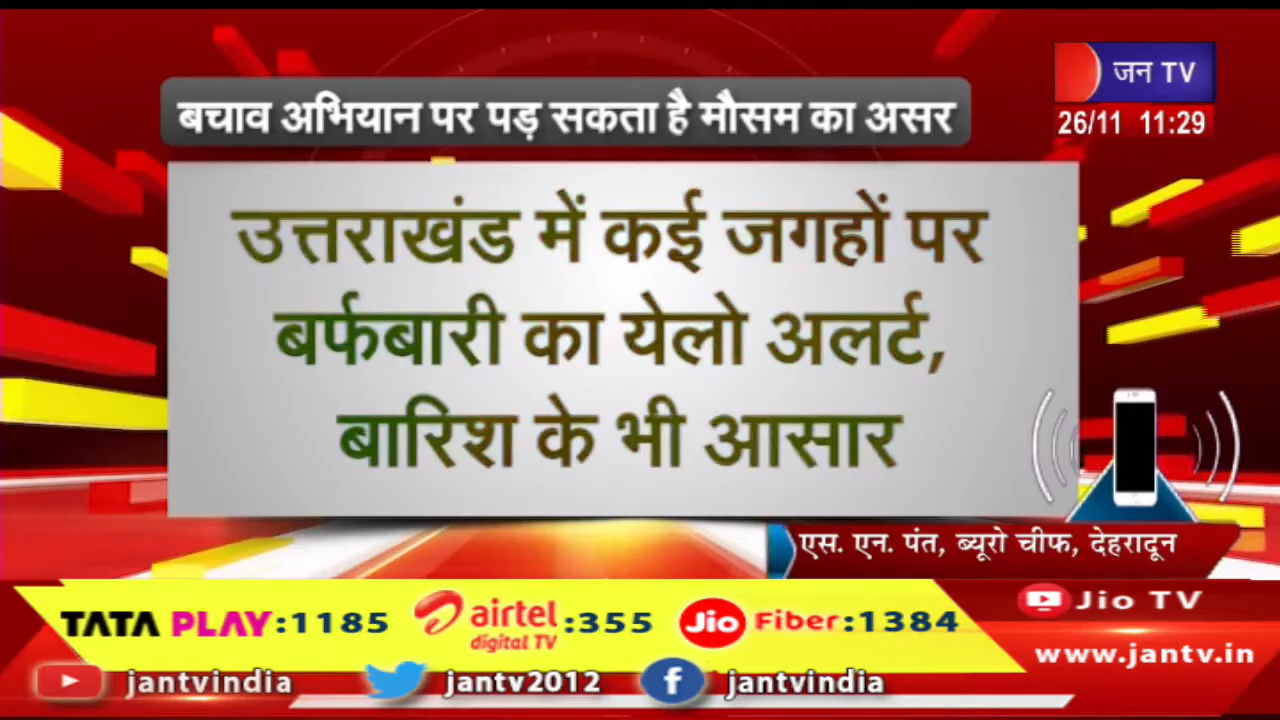 बचाव अभियान पर पड़ सकता है मौसम का असर
जन TV
26/11 11:29
उत्तराखंड में कई जगहों पर
बर्फबारी का येलो अलर्ट,
बारिश के भी आसार
एस. एन. पंत, ब्यूरो चीफ, देहरादून
TATA PLAY:1185 airtel digital TV:355 Jio Fiber:1384
Jio TV
www.jantv.in
jantvindia jantv2012 jantvindia